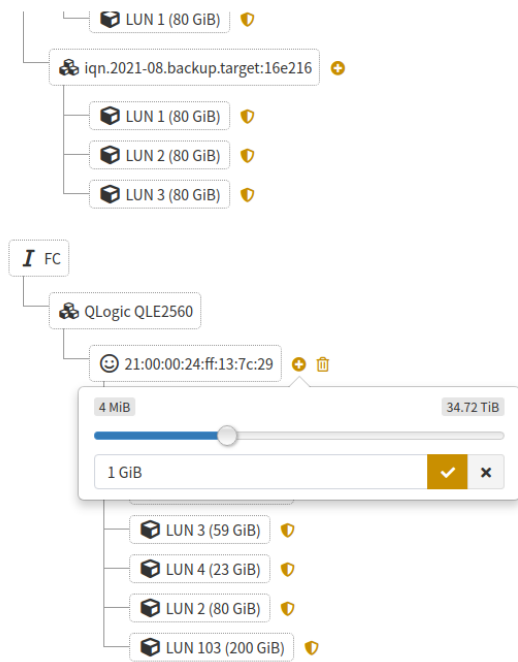 LUN 1 (80 GiB)
iqn.2021-08.backup.target:16e216
LUN 1 (80 GiB)
LUN 2 (80 GiB)
LUN 3 (80 GiB)
FC
QLogic QLE2560
21:00:00:24:ff:13:7c:29
4 MiB 34.72 TiB
1 GiB
LUN 3 (59 GiB)
LUN 4 (23 GiB)
LUN 2 (80 GiB)
LUN 103 (200 GiB)